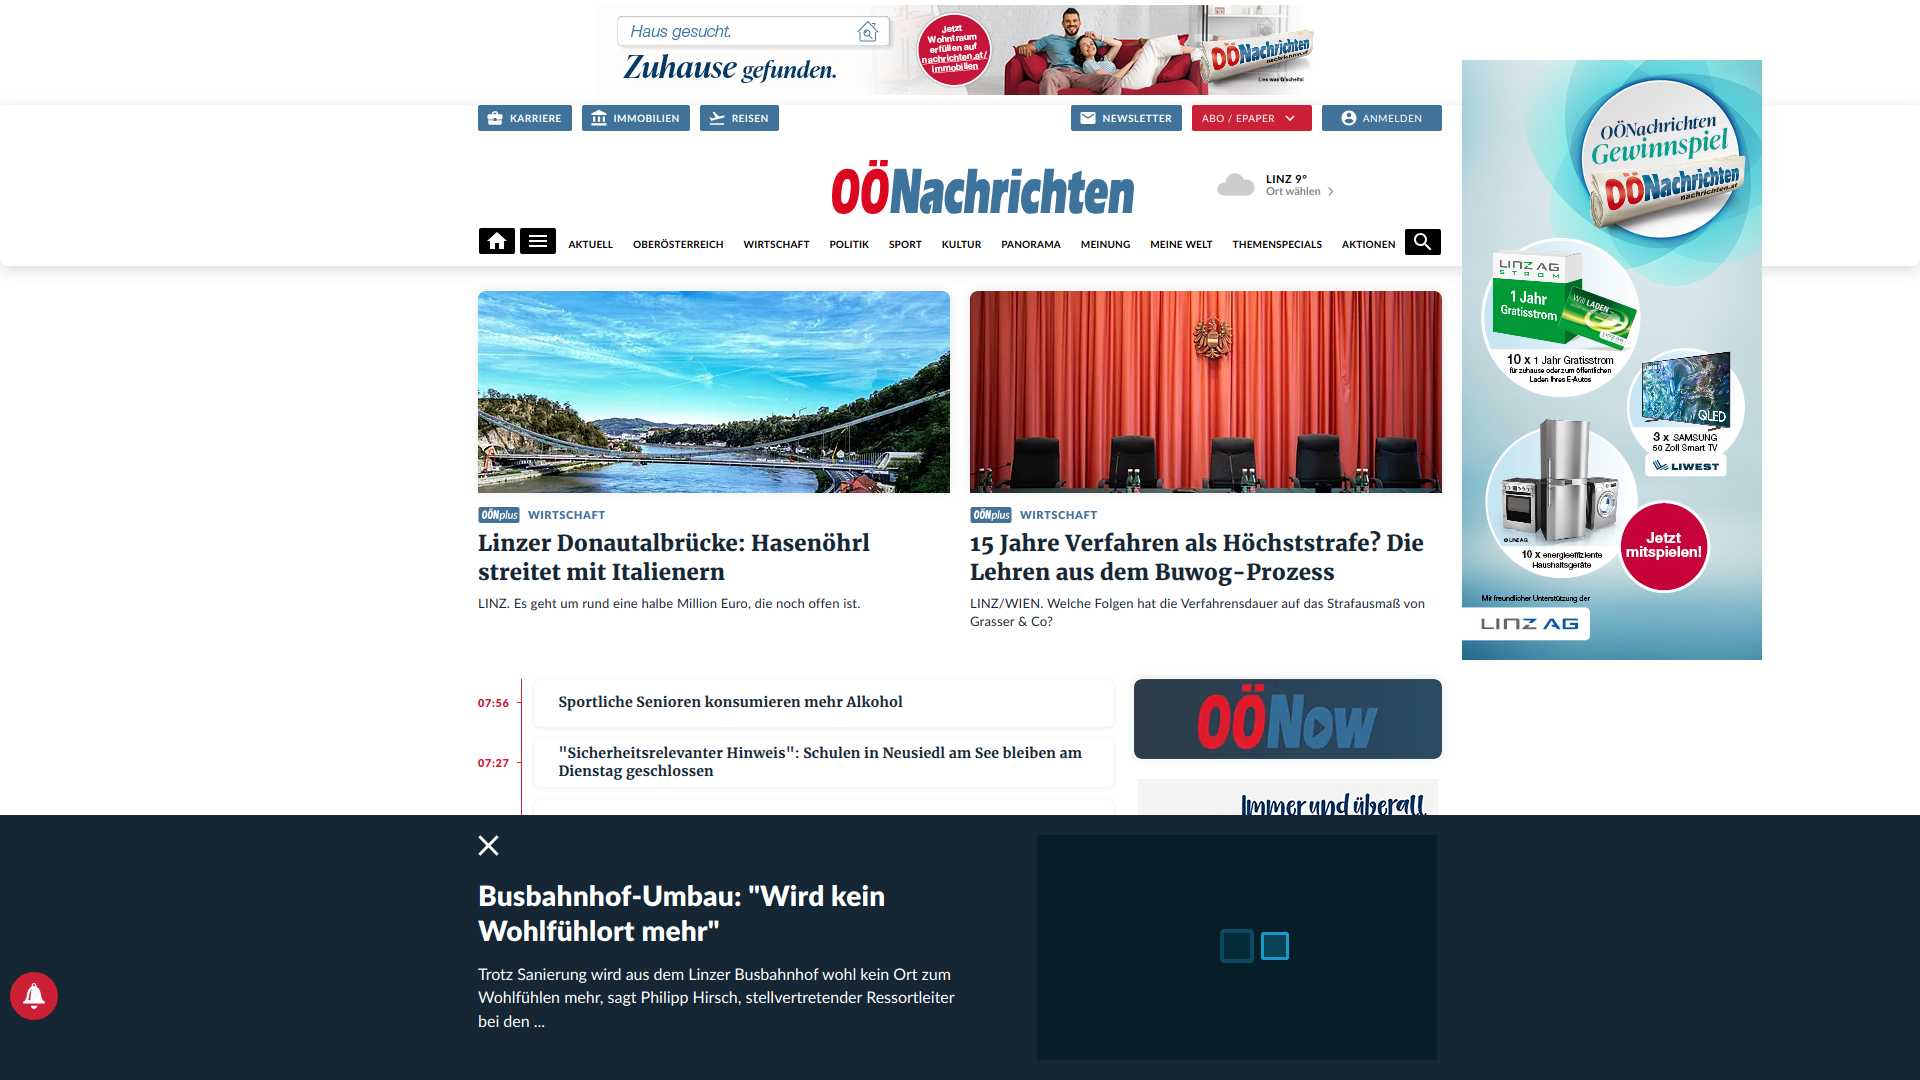 Haus gesucht.
Zuhause gefunden.
Jetzt
Wohntraum
erfüllen auf
nachrichten.at/
immobilien
OÖNachrichten
Lies was G'scheits!
KARRIERE
IMMOBILIEN
REISEN
NEWSLETTER
ABO / EPAPER
ANMELDEN
OÖNachrichten
LINZ 9°
Ort wählen
AKTUELL
OBERÖSTERREICH
WIRTSCHAFT
POLITIK
SPORT
KULTUR
PANORAMA
MEINUNG
MEINE WELT
THEMENSPECIALS
AKTIONEN
OÖNplus WIRTSCHAFT
Linzer Donautalbrücke: Hasenöhrl
streitet mit Italienern
LINZ. Es geht um rund eine halbe Million Euro, die noch offen ist.
OÖNplus WIRTSCHAFT
15 Jahre Verfahren als Höchststrafe? Die
Lehren aus dem Buwog-Prozess
LINZ/WIEN. Welche Folgen hat die Verfahrensdauer auf das Strafausmaß von
Grasser & Co?
07:56
Sportliche Senioren konsumieren mehr Alkohol
07:27
"Sicherheitsrelevanter Hinweis": Schulen in Neusiedl am See bleiben am
Dienstag geschlossen
OÖNow
Immer und überall
OÖNachrichten
Gewinnspiel
OÖNachrichten
nachrichten.at
LINZ AG
STROM
1 Jahr
Gratisstrom
Will LADEN
10 x 1 Jahr Gratisstrom
für zuhause oder zum öffentlichen
Laden Ihres E-Autos
QLED
3 x SAMSUNG
50 Zoll Smart TV
LIWEST
© LINZ AG
10 x energieeffiziente
Haushaltsgeräte
Jetzt
mitspielen!
Mit freundlicher Unterstützung der
LINZ AG
Busbahnhof-Umbau: "Wird kein
Wohlfühlort mehr"
Trotz Sanierung wird aus dem Linzer Busbahnhof wohl kein Ort zum
Wohlfühlen mehr, sagt Philipp Hirsch, stellvertretender Ressortleiter
bei den ...